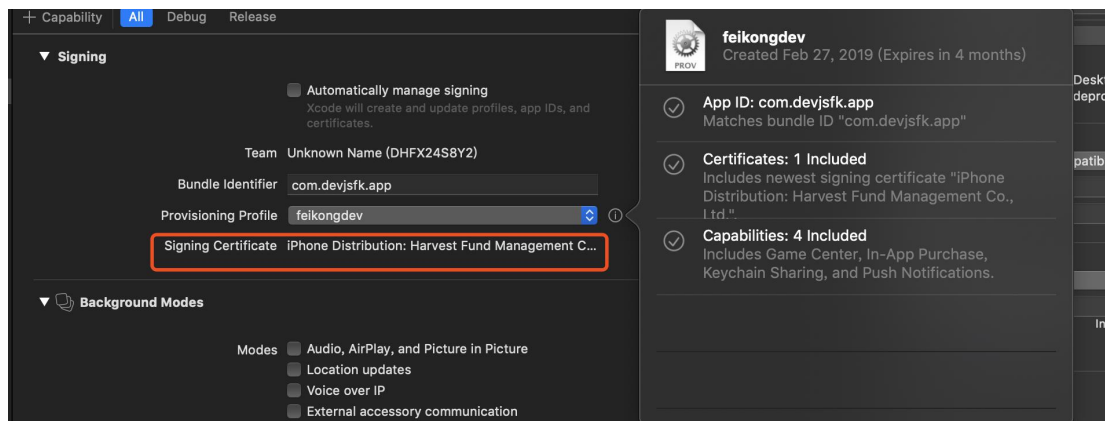 + Capability All Debug Release
Signing
Automatically manage signing
Xcode will create and update profiles, app IDs, and
certificates.
Team Unknown Name (DHFX24S8Y2)
Bundle Identifier com.devjsfk.app
Provisioning Profile feikongdev
Signing Certificate iPhone Distribution: Harvest Fund Management C...
Background Modes
Modes Audio, AirPlay, and Picture in Picture
Location updates
Voice over IP
External accessory communication
PROV
feikongdev
Created Feb 27, 2019 (Expires in 4 months)
App ID: com.devjsfk.app
Matches bundle ID "com.devjsfk.app"
Certificates: 1 Included
Includes newest signing certificate "iPhone
Distribution: Harvest Fund Management Co.,
Ltd.".
Capabilities: 4 Included
Includes Game Center, In-App Purchase,
Keychain Sharing, and Push Notifications.
Deskt
depro
patib
In